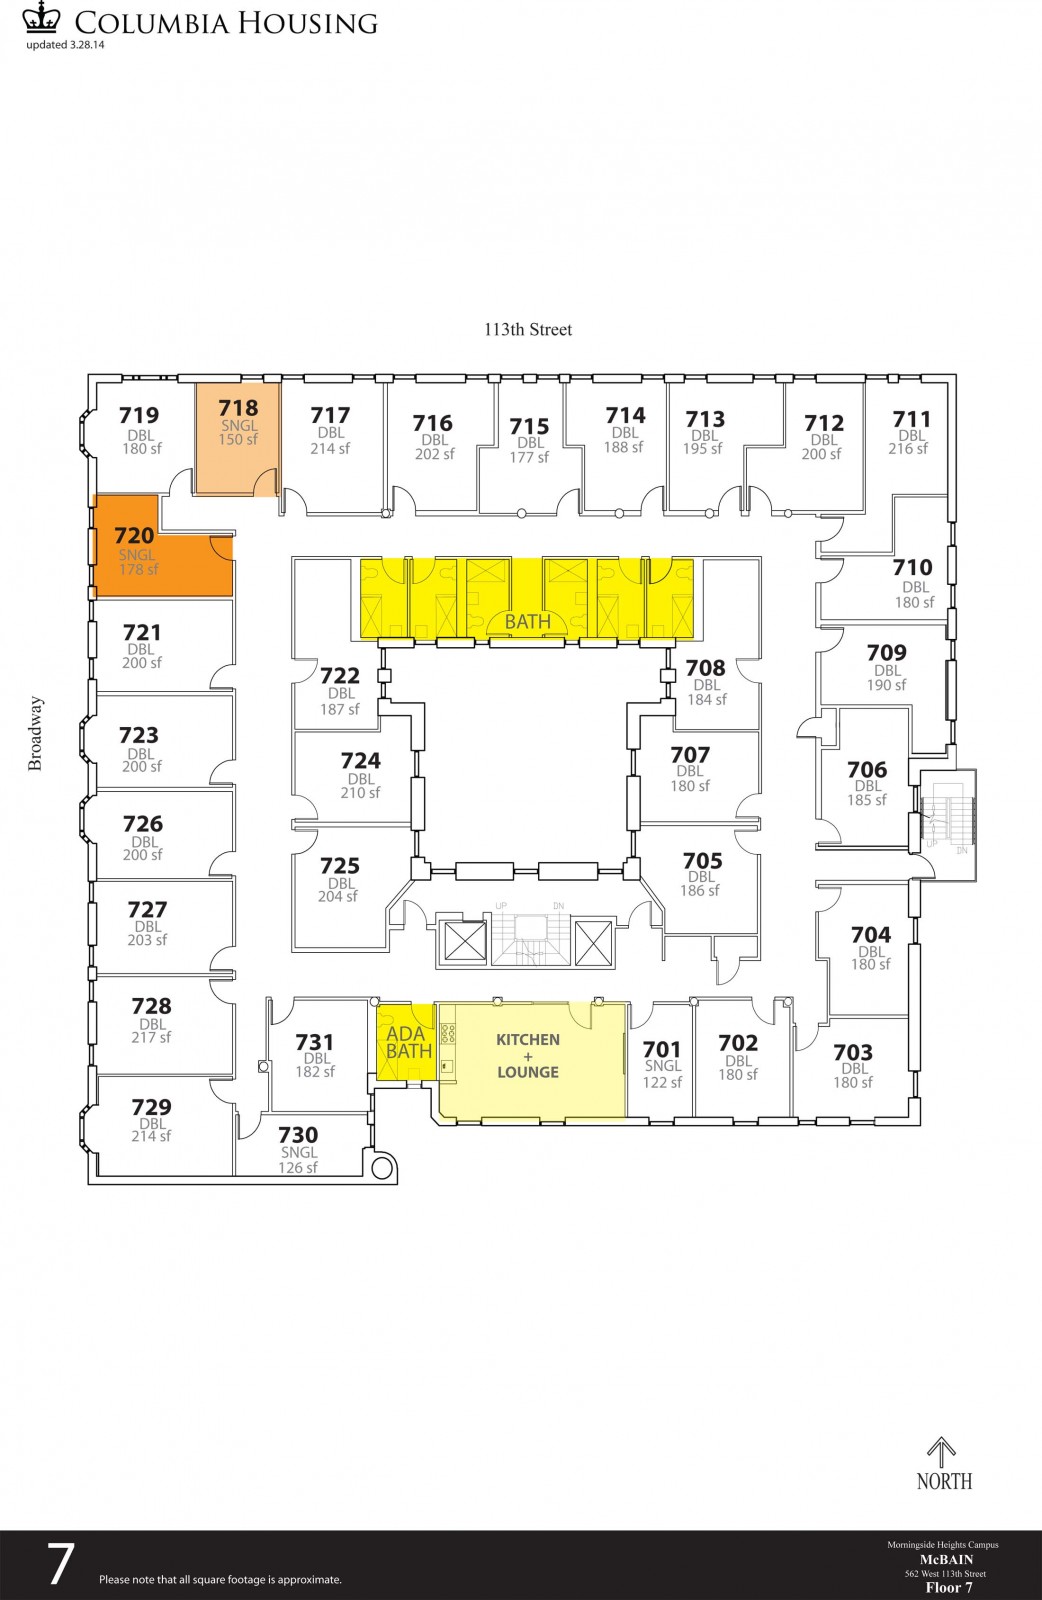 COLUMBIA HOUSING
updated 3.28.14
113th Street
Broadway
719
DBL
180 sf
718
SNGL
150 sf
717
DBL
214 sf
716
DBL
202 sf
715
DBL
177 sf
714
DBL
188 sf
713
DBL
195 sf
712
DBL
200 sf
711
DBL
216 sf
720
SNGL
178 sf
710
DBL
180 sf
BATH
721
DBL
200 sf
722
DBL
187 sf
708
DBL
184 sf
709
DBL
190 sf
723
DBL
200 sf
724
DBL
210 sf
707
DBL
180 sf
706
DBL
185 sf
UP
DN
726
DBL
200 sf
725
DBL
204 sf
705
DBL
186 sf
727
DBL
203 sf
UP
DN
704
DBL
180 sf
728
DBL
217 sf
731
DBL
182 sf
ADA
BATH
KITCHEN
+
LOUNGE
701
SNGL
122 sf
702
DBL
180 sf
703
DBL
180 sf
729
DBL
214 sf
730
SNGL
126 sf
NORTH
7
Please note that all square footage is approximate.
Morningside Heights Campus
McBAIN
562 West 113th Street
Floor 7